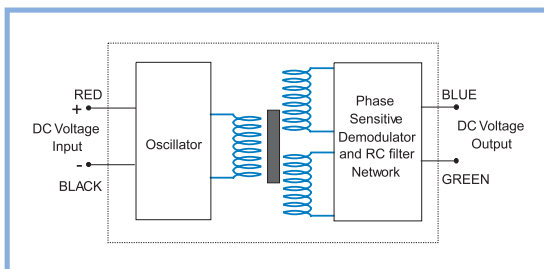 RED
+
DC Voltage
Input
-
BLACK
Oscillator
Phase
Sensitive
Demodulator
and RC filter
Network
BLUE
DC Voltage
Output
GREEN